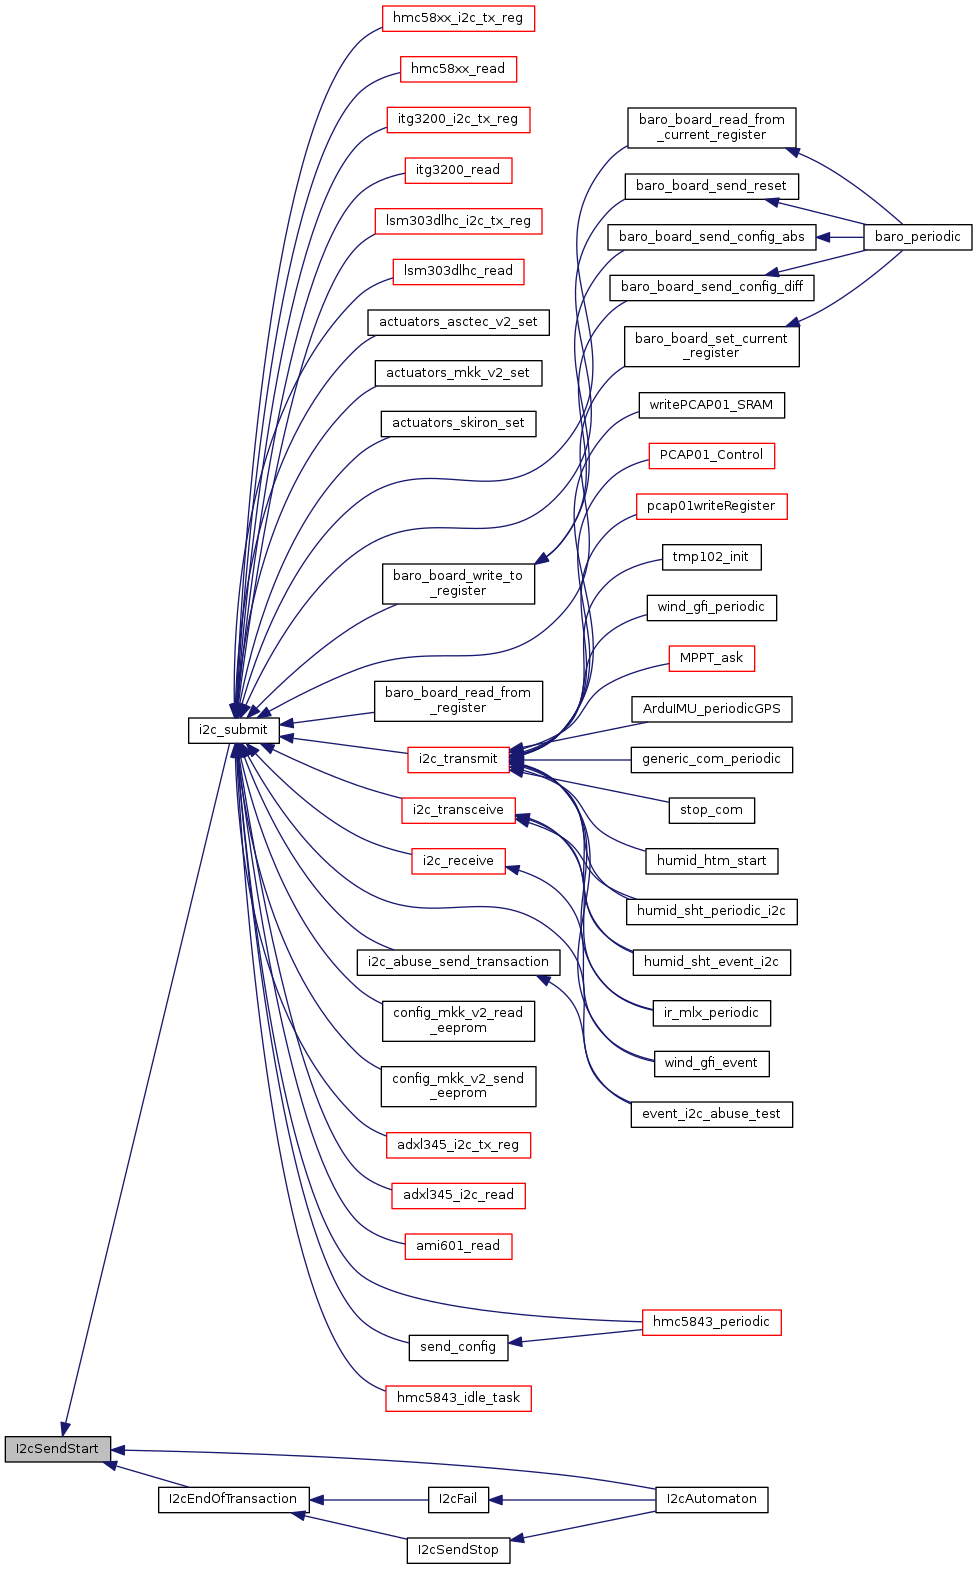 hmc58xx_i2c_tx_reg
hmc58xx_read
itg3200_i2c_tx_reg
itg3200_read
lsm303dlhc_i2c_tx_reg
lsm303dlhc_read
actuators_asctec_v2_set
actuators_mkk_v2_set
actuators_skiron_set
baro_board_write_to
_register
baro_board_read_from
_register
i2c_submit
i2c_transmit
i2c_transceive
i2c_receive
i2c_abuse_send_transaction
config_mkk_v2_read
_eeprom
config_mkk_v2_send
_eeprom
adxl345_i2c_tx_reg
adxl345_i2c_read
ami601_read
send_config
hmc5843_idle_task
baro_board_read_from
_current_register
baro_board_send_reset
baro_board_send_config_abs
baro_board_send_config_diff
baro_board_set_current
_register
baro_periodic
writePCAP01_SRAM
PCAP01_Control
pcap01writeRegister
tmp102_init
wind_gfi_periodic
MPPT_ask
ArduIMU_periodicGPS
generic_com_periodic
stop_com
humid_htm_start
humid_sht_periodic_i2c
humid_sht_event_i2c
ir_mlx_periodic
wind_gfi_event
event_i2c_abuse_test
hmc5843_periodic
I2cSendStart
I2cEndOfTransaction
I2cFail
I2cSendStop
I2cAutomaton